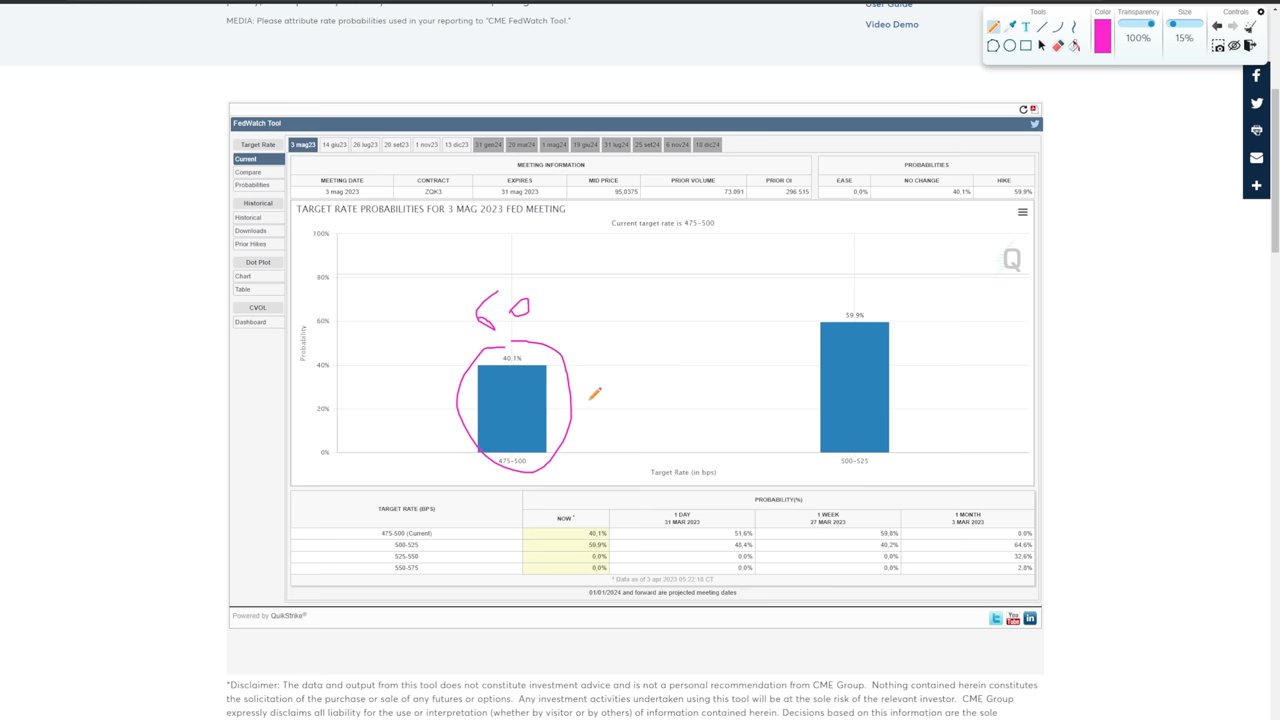 MEDIA: Please attribute rate probabilities used in your reporting to "CME FedWatch Tool."
User Guide
Video Demo
Tools
Color
Transparency
Size
Controls
100%
15%
FedWatch Tool
Target Rate
Current
Compare
Probabilities
Historical
Historical
Downloads
Prior Hikes
Dot Plot
Chart
Table
CVOL
Dashboard
3 mag23 14 giu23 26 lug23 20 set23 1 nov23 13 dic23 31 gen24 20 mar24 1 mag24 19 giu24 31 lug24 25 set24 6 nov24 18 dic24
MEETING INFORMATION
MEETING DATE CONTRACT EXPIRES MID PRICE PRIOR VOLUME PRIOR OI
3 mag 2023 ZQK3 31 mag 2023 95,0375 73.091 296.515
PROBABILITIES
EASE NO CHANGE HIKE
0,0% 40,1% 59,9%
TARGET RATE PROBABILITIES FOR 3 MAG 2023 FED MEETING
Current target rate is 475-500
Probability
100%
80%
60%
40%
20%
0%
60
40.1%
59.9%
475-500
500-525
Target Rate (in bps)
TARGET RATE (BPS) PROBABILITY(%)
NOW * 1 DAY 31 MAR 2023 1 WEEK 27 MAR 2023 1 MONTH 3 MAR 2023
475-500 (Current) 40,1% 51,6% 59,8% 0,0%
500-525 59,9% 48,4% 40,2% 64,6%
525-550 0,0% 0,0% 0,0% 32,6%
550-575 0,0% 0,0% 0,0% 2,8%
* Data as of 3 apr 2023 05:22:18 CT
01/01/2024 and forward are projected meeting dates
Powered by QuikStrike®
You Tube
*Disclaimer: The data and output from this tool does not constitute investment advice and is not a personal recommendation from CME Group. Nothing contained herein constitutes
the solicitation of the purchase or sale of any futures or options. Any investment activities undertaken using this tool will be at the sole risk of the relevant investor. CME Group
expressly disclaims all liability for the use or interpretation (whether by visitor or by others) of information contained herein. Decisions based on this information are the sole